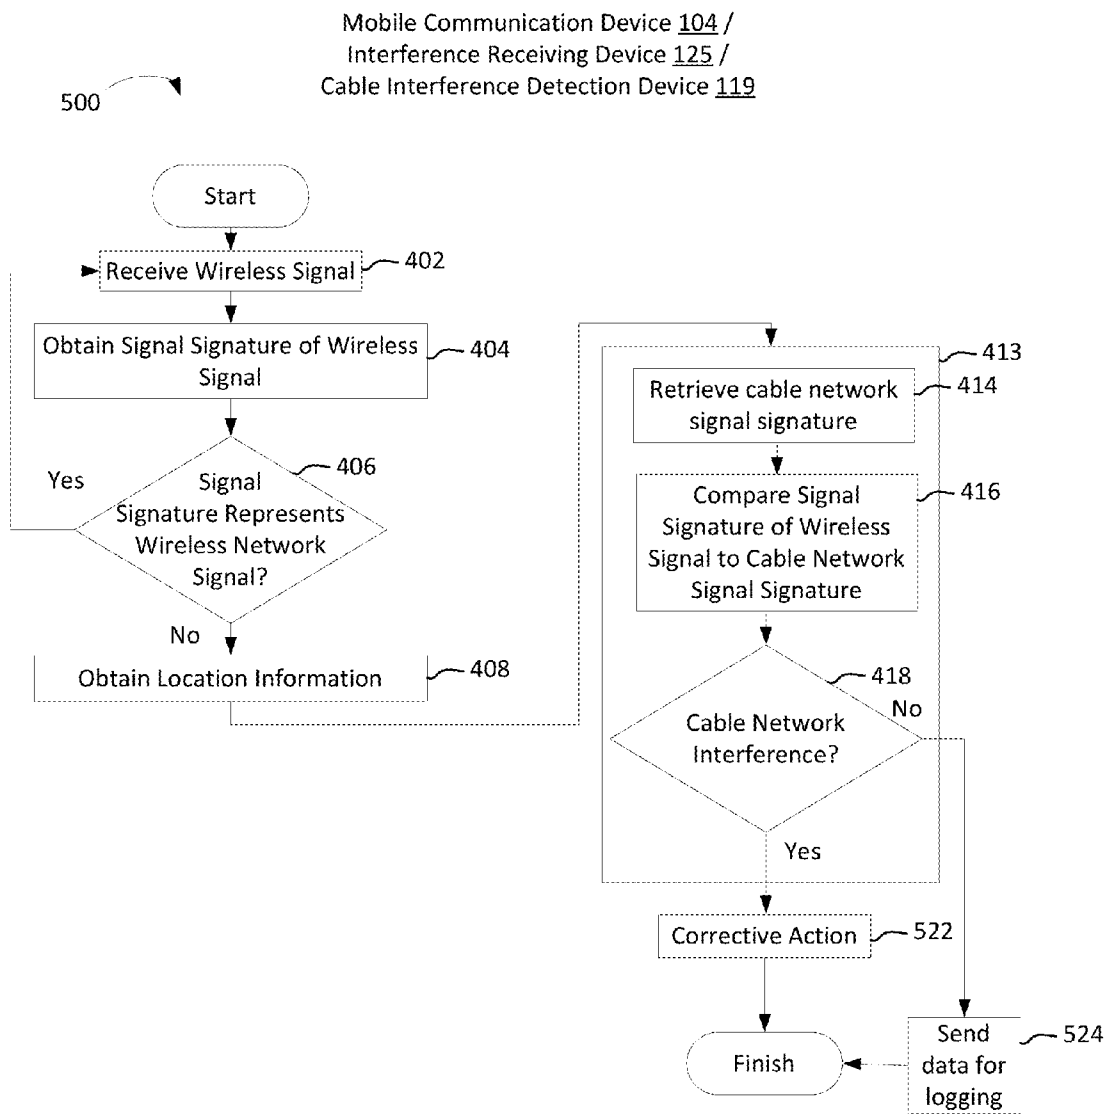 Mobile Communication Device 104 /
Interference Receiving Device 125 /
Cable Interference Detection Device 119
500
Start
Receive Wireless Signal
402
Obtain Signal Signature of Wireless
Signal
404
Signal
Signature Represents
Wireless Network
Signal?
406
Yes
No
Obtain Location Information
408
413
Retrieve cable network
signal signature
414
Compare Signal
Signature of Wireless
Signal to Cable Network
Signal Signature
416
Cable Network
Interference?
418
No
Yes
Corrective Action
522
Send
data for
logging
524
Finish